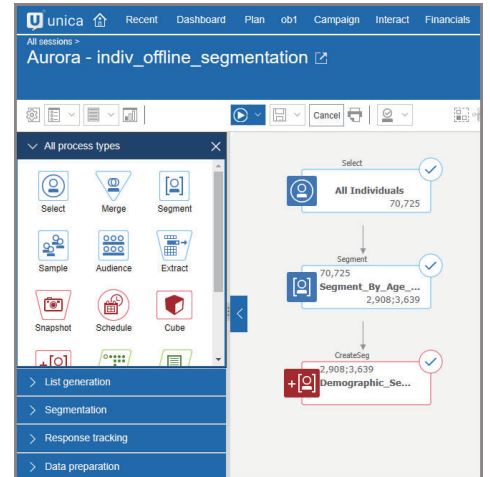 unica Recent Dashboard Plan ob1 Campaign Interact Financials
All sessions >
Aurora - indiv_offline_segmentation
Cancel
All process types
Select Merge Segment
Sample Audience Extract
Snapshot Schedule Cube
List generation
Segmentation
Response tracking
Data preparation
Select
All Individuals
70,725
Segment
70,725
Segment_By_Age_...
2,908;3,639
CreateSeg
2,908;3,639
Demographic_Se...